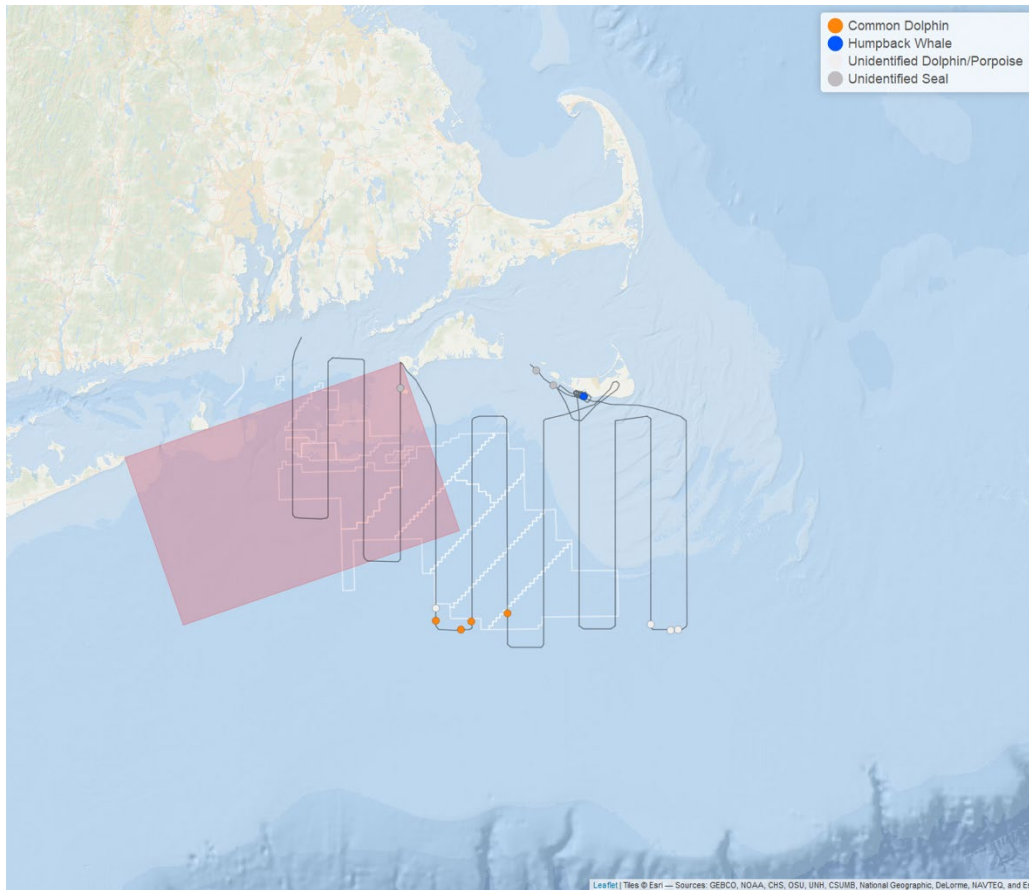 Common Dolphin
Humpback Whale
Unidentified Dolphin/Porpoise
Unidentified Seal
Leaflet | Tiles © Esri — Sources: GEBCO, NOAA, CHS, OSU, UNH, CSUMB, National Geographic, DeLorme, NAVTEQ, and